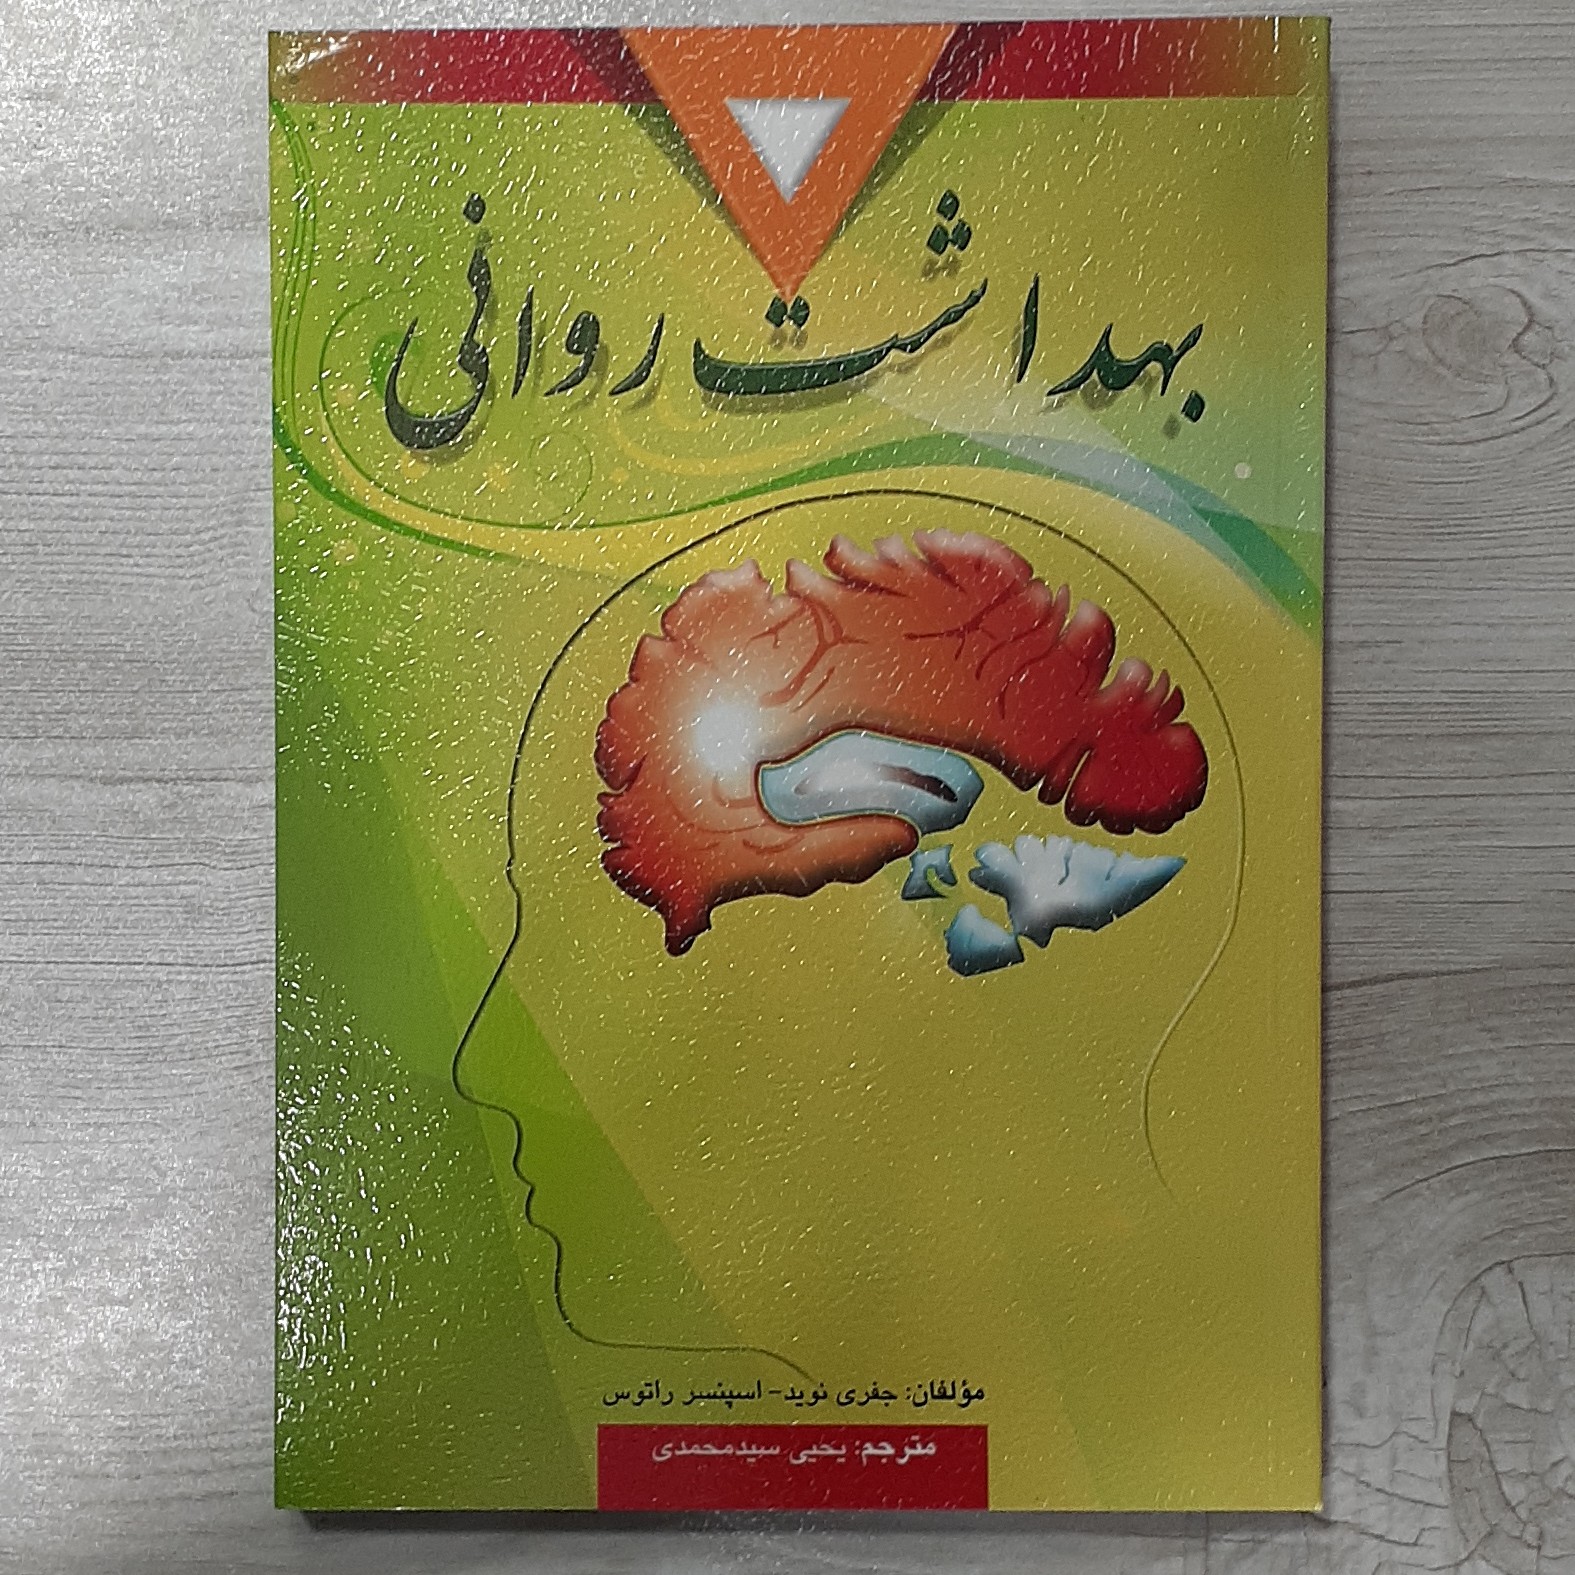 بهداشت روانی
مؤلفان: جفری نوید - اسپنسر راتوس
مترجم: یحیی سیدمحمدی